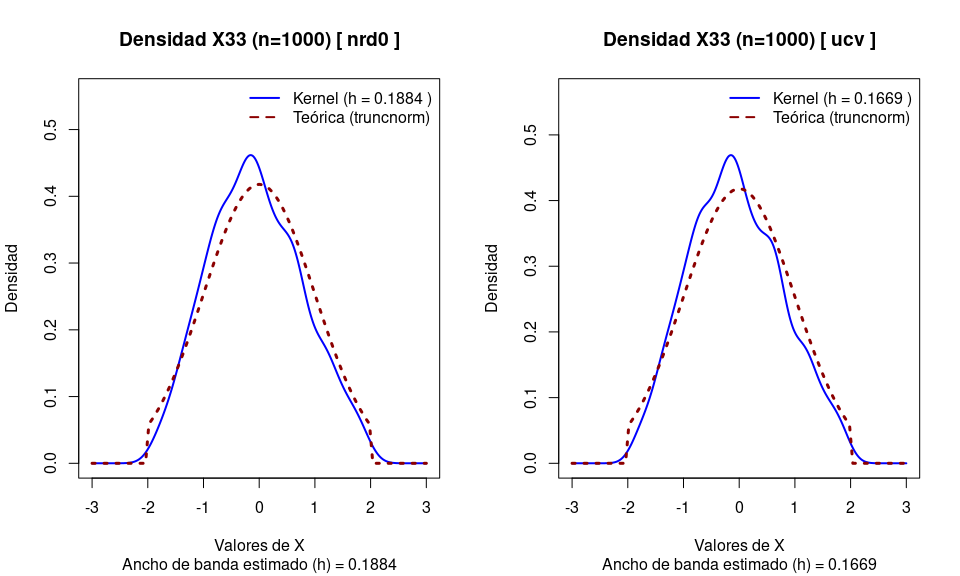 Densidad X33 (n=1000) [ nrd0 ]
Kernel (h = 0.1884 )
Teórica (truncnorm)
Densidad
0.5
0.4
0.3
0.2
0.1
0.0
-3 -2 -1 0 1 2 3
Valores de X
Ancho de banda estimado (h) = 0.1884
Densidad X33 (n=1000) [ ucv ]
Kernel (h = 0.1669 )
Teórica (truncnorm)
Densidad
0.5
0.4
0.3
0.2
0.1
0.0
-3 -2 -1 0 1 2 3
Valores de X
Ancho de banda estimado (h) = 0.1669